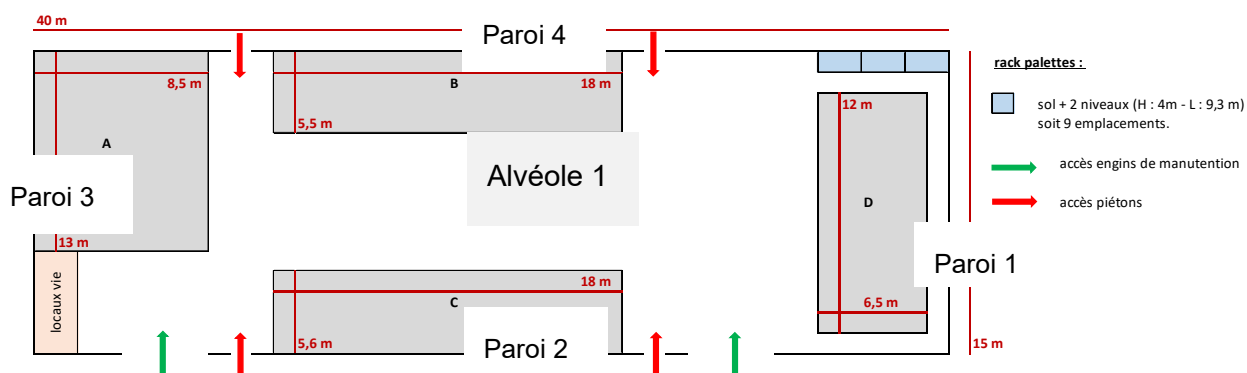 40 m
Paroi 4
8,5 m
B
18 m
5,5 m
A
12 m
rack palettes :
sol + 2 niveaux (H : 4m - L : 9,3 m)
soit 9 emplacements.
accès engins de manutention
accès piétons
Alvéole 1
Paroi 3
D
13 m
Paroi 1
locaux vie
18 m
C
6,5 m
5,6 m
Paroi 2
15 m